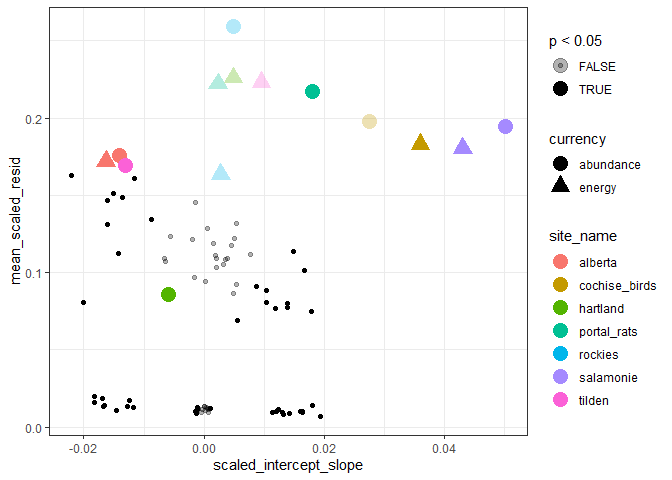 p < 0.05
FALSE
TRUE
currency
abundance
energy
site_name
alberta
cochise_birds
hartland
portal_rats
rockies
salamonie
tilden
mean_scaled_resid
0.2
0.1
0.0
-0.02
0.00
0.02
0.04
scaled_intercept_slope